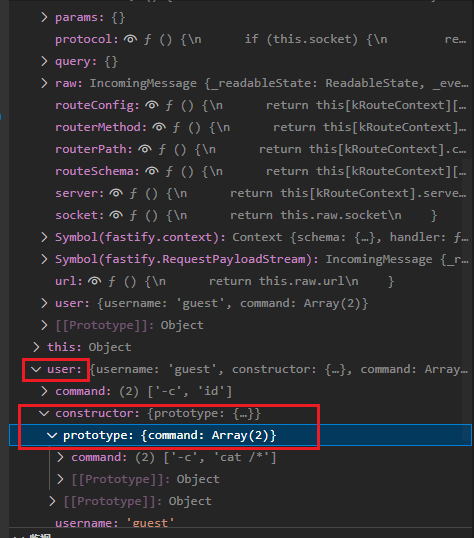 params: {}
protocol: ƒ () {\n      if (this.socket) {\n      re…
query: {}
raw: IncomingMessage {_readableState: ReadableState, _eve
routeConfig: ƒ () {\n      return this[kRouteContext][…
routerMethod: ƒ () {\n      return this[kRouteContext].
routerPath: ƒ () {\n      return this[kRouteContext].c…
routeSchema: ƒ () {\n      return this[kRouteContext][…
server: ƒ () {\n      return this[kRouteContext].serve…
socket: ƒ () {\n      return this.raw.socket\n    }
Symbol(fastify.context): Context {schema: {…}, handler: ƒ…
Symbol(fastify.RequestPayloadStream): IncomingMessage {_r…
url: ƒ () {\n      return this.raw.url\n    }
user: {username: 'guest', command: Array(2)}
[[Prototype]]: Object
this: Object
user: {username: 'guest', constructor: {…}, command: Array…
command: (2) ['-c', 'id']
constructor: {prototype: {…}}
prototype: {command: Array(2)}
command: (2) ['-c', 'cat /*']
[[Prototype]]: Object
[[Prototype]]: Object
username: 'guest'
监视